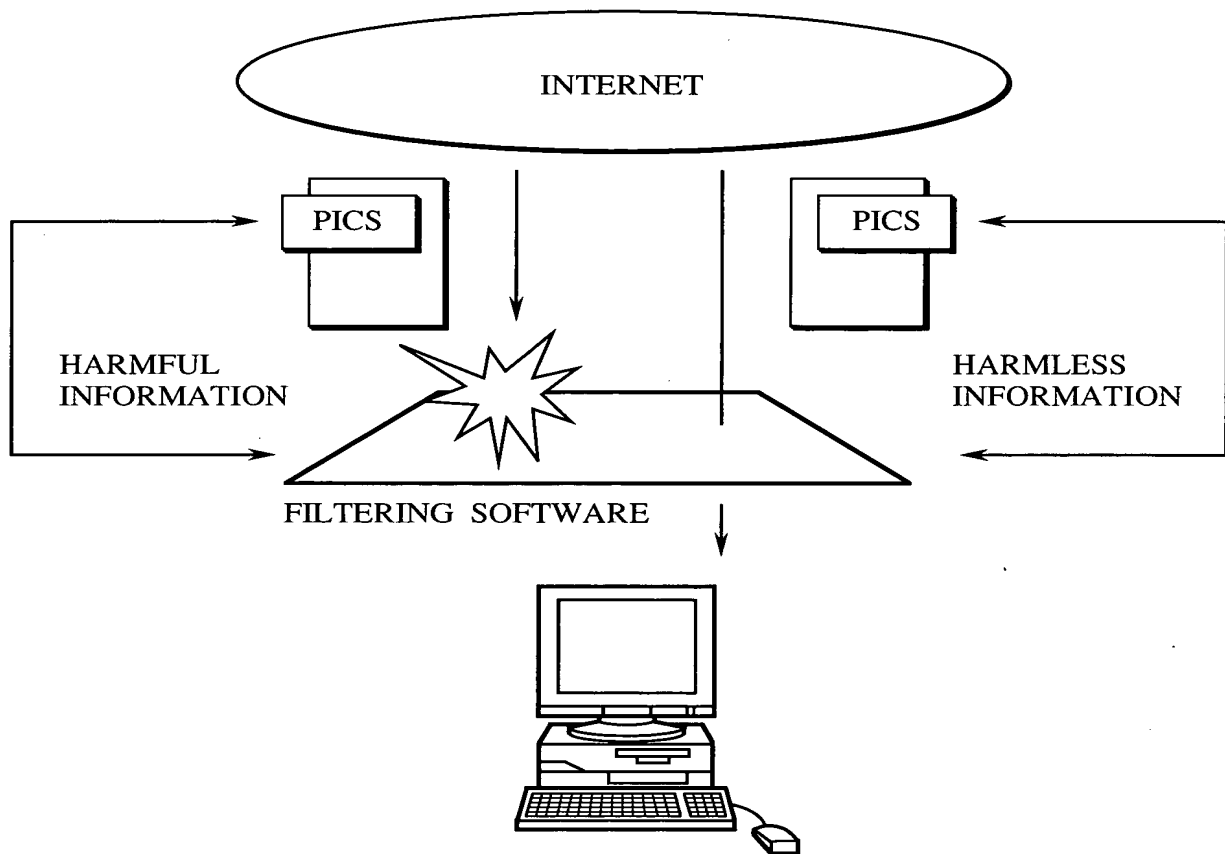 INTERNET
PICS
PICS
HARMFUL
INFORMATION
HARMLESS
INFORMATION
FILTERING SOFTWARE